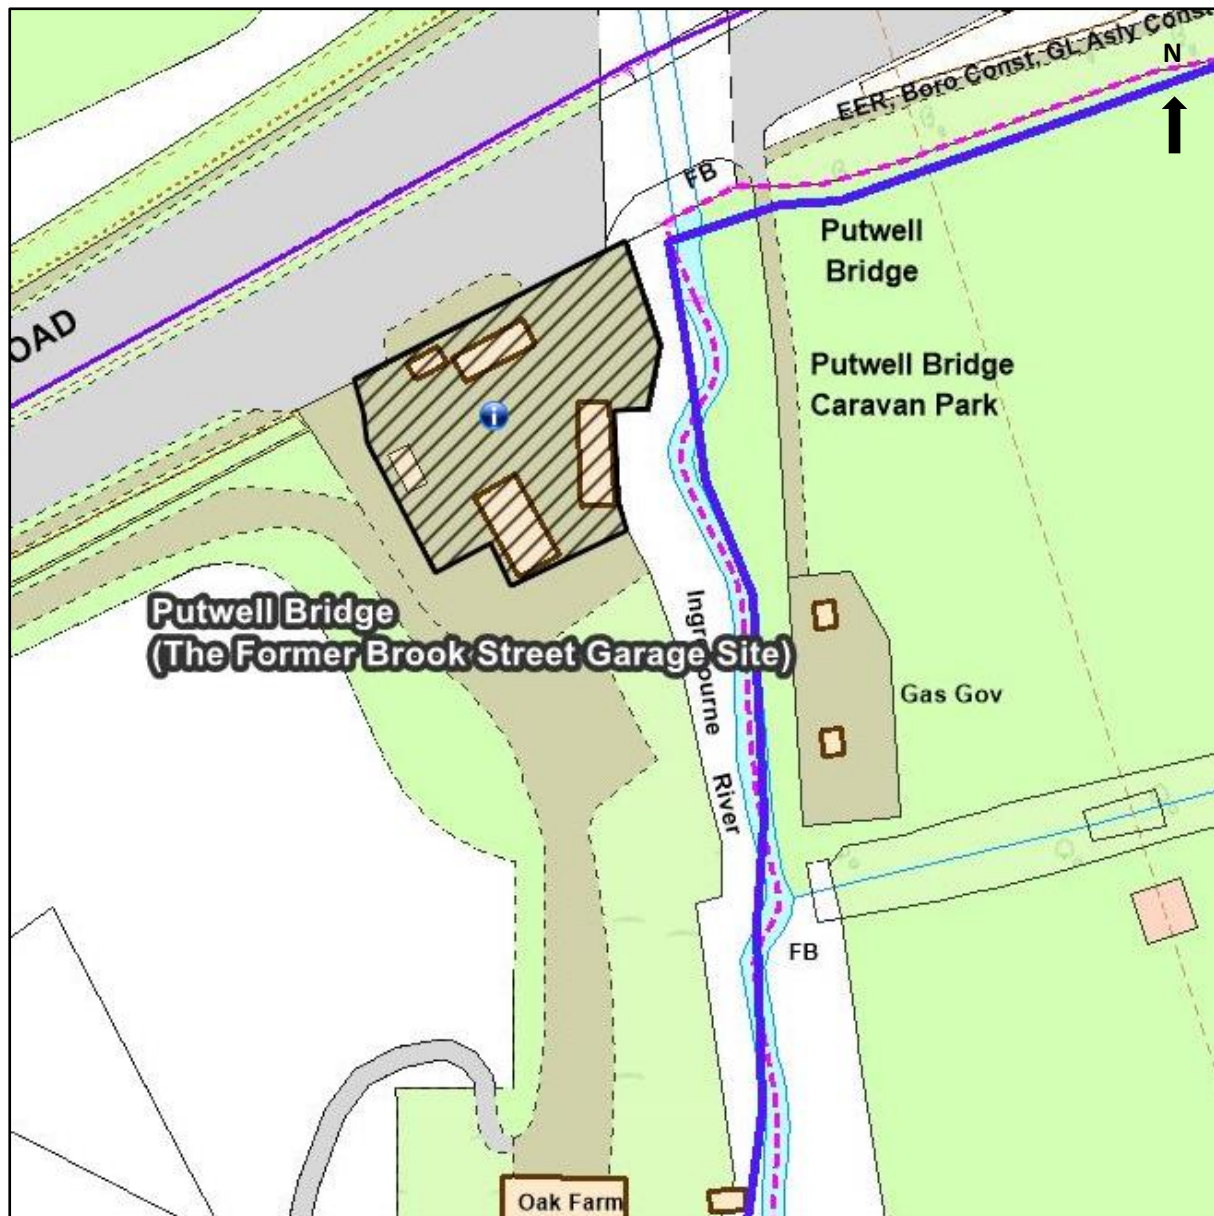 EER, Boro Const, GL Asly Const
N
FB
Putwell
Bridge
OAD
Putwell Bridge
Caravan Park
i
Putwell Bridge
(The Former Brook Street Garage Site)
Gas Gov
River
FB
Oak Farm